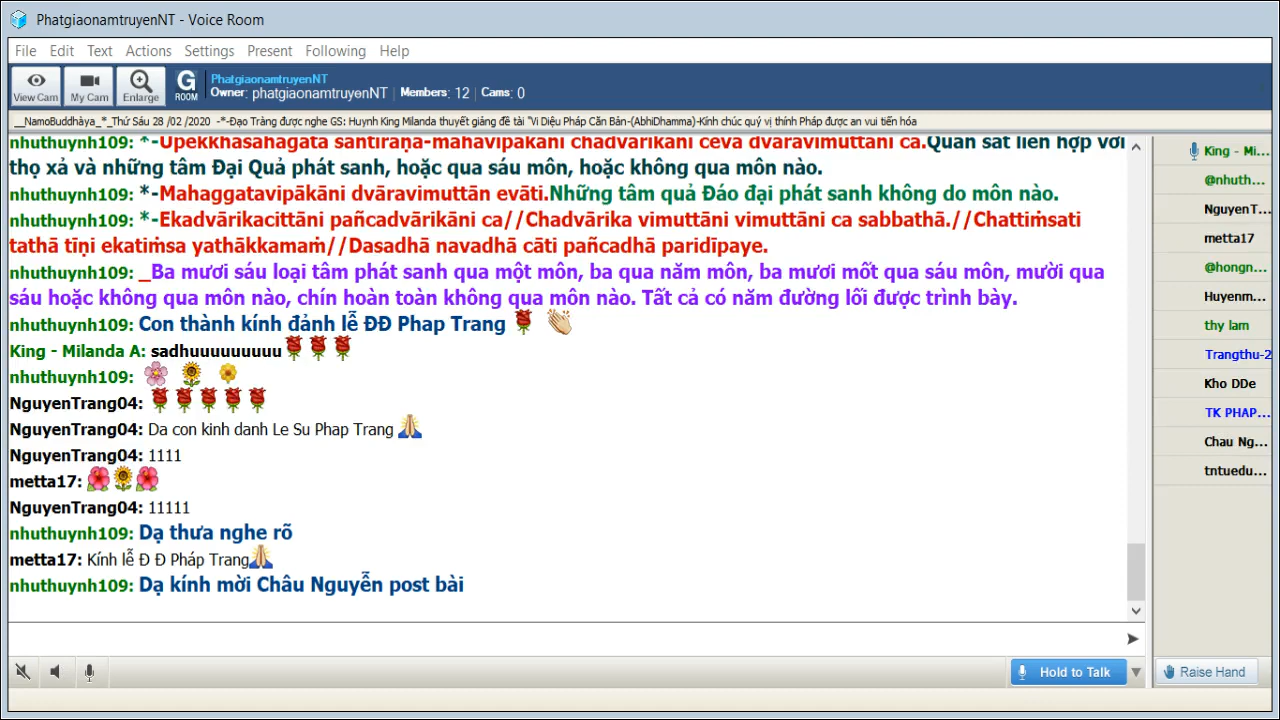 PhatgiaonamtruyenNT - Voice Room
File Edit Text Actions Settings Present Following Help
View Cam My Cam Enlarge G ROOM
PhatgiaonamtruyenNT
Owner: phatgiaonamtruyenNT | Members: 12 | Cams: 0
__NamoBuddhàya_*_Thứ Sáu 28 /02 /2020 -*-Đạo Tràng được nghe GS: Huynh King Milanda thuyết giảng đề tài "Vi Diệu Pháp Căn Bản-(AbhiDhamma)-Kính chúc quý vị thính Pháp được an vui tiến hóa
nhuthuynh109: *-Upekkhāsahagata santīraṇa-mahāvipākāni chadvārikāni ceva dvāravimuttāni ca.Quan sát liên hợp với
thọ xả và những tâm Đại Quả phát sanh, hoặc qua sáu môn, hoặc không qua môn nào.
nhuthuynh109: *-Mahaggatavipākāni dvāravimuttān evāti.Những tâm quả Đáo đại phát sanh không do môn nào.
nhuthuynh109: *-Ekadvārikacittāni pañcadvārikāni ca//Chadvārika vimuttāni vimuttāni ca sabbathā.//Chattiṁsati
tathā tīṇi ekatiṁsa yathākkamaṁ//Dasadhā navadhā cāti pañcadhā paridīpaye.
nhuthuynh109: _Ba mươi sáu loại tâm phát sanh qua một môn, ba qua năm môn, ba mươi mốt qua sáu môn, mười qua
sáu hoặc không qua môn nào, chín hoàn toàn không qua môn nào. Tất cả có năm đường lối được trình bày.
nhuthuynh109: Con thành kính đảnh lễ ĐĐ Phap Trang
King - Milanda A: sadhuuuuuuuuu
nhuthuynh109:
NguyenTrang04:
NguyenTrang04: Da con kinh danh Le Su Phap Trang
NguyenTrang04: 1111
metta17:
NguyenTrang04: 11111
nhuthuynh109: Dạ thưa nghe rõ
metta17: Kính lễ Đ Đ Pháp Trang
nhuthuynh109: Dạ kính mời Châu Nguyễn post bài
King - Mi...
@nhuth...
NguyenT...
metta17
@hongn...
Huyenm...
thy lam
Trangthu-2
Kho DDe
TK PHAP...
Chau Ng...
tntuedu...
Hold to Talk
Raise Hand